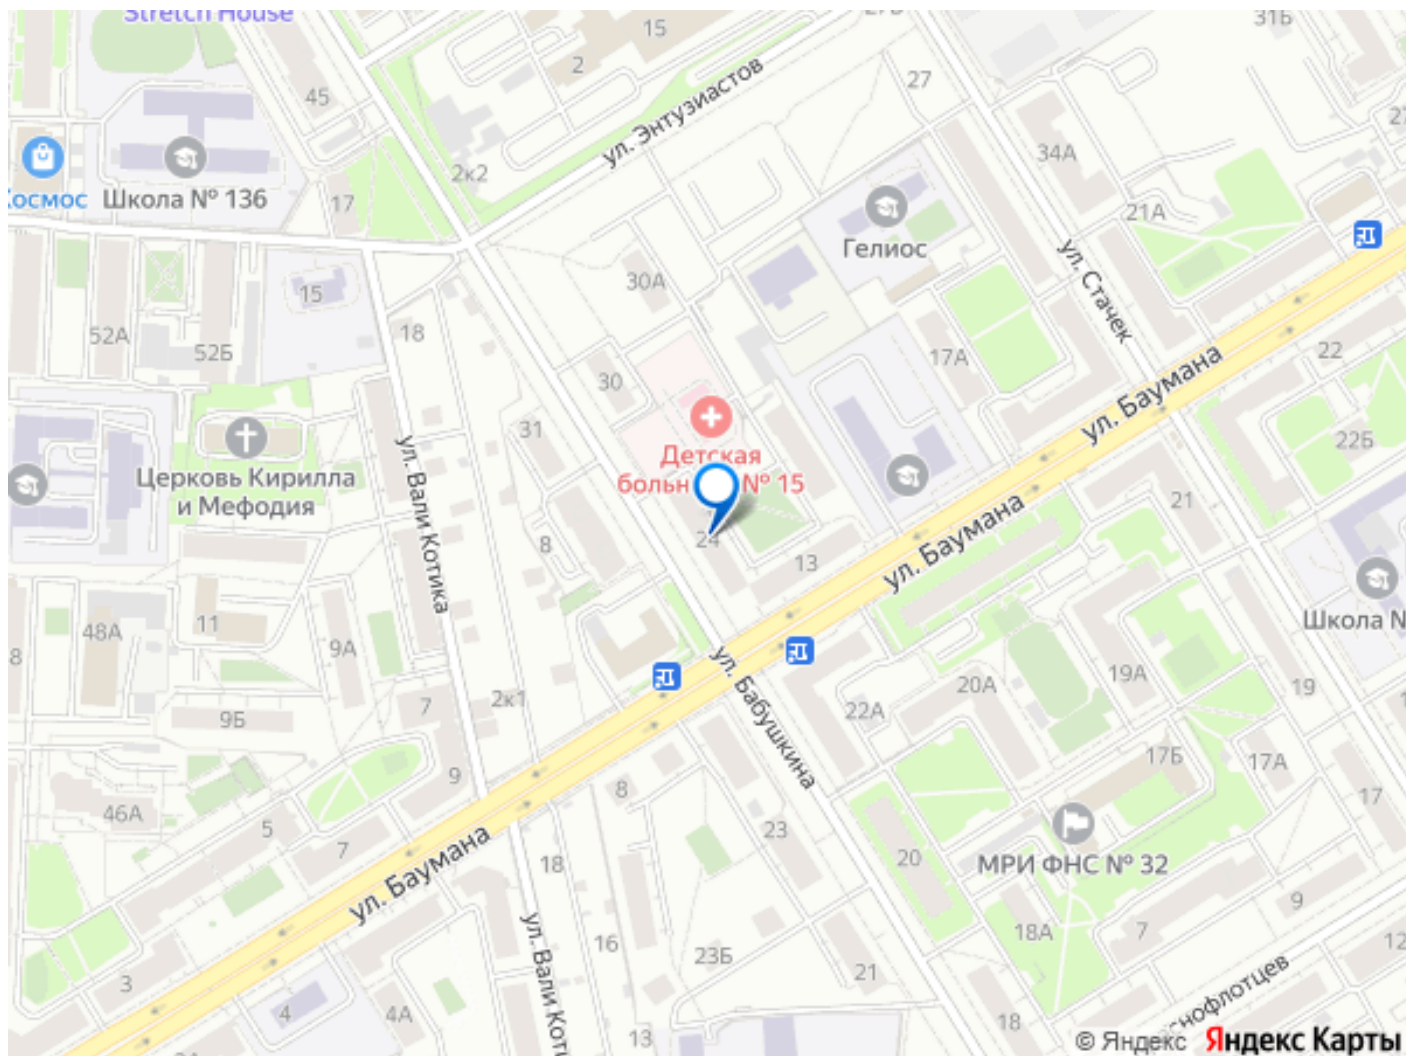 Stretch House
15
31Б
2
27
45
ул. Энтузиастов
34А
2к2
Космос
Школа № 136
17
21А
Гелиос
ул. Стачек
30А
15
52А
52Б
18
17А
22
30
ул. Баумана
31
22Б
ул. Вали Котика
Детская
больн № 15
Церковь Кирилла
и Мефодия
21
ул. Баумана
24
8
13
11
48А
9А
Школа №
8
ул. Бабушкина
19А
20А
19
2к1
7
22А
9Б
17Б
17А
9
8
17
46А
5
23
7
ул. Баумана
18
20
МРИ ФНС № 32
9
16
ул. Вали Коти
18А
7
12
23Б
21
3
4
4А
13
18
снофлотцев
© Яндекс Яндекс Карты